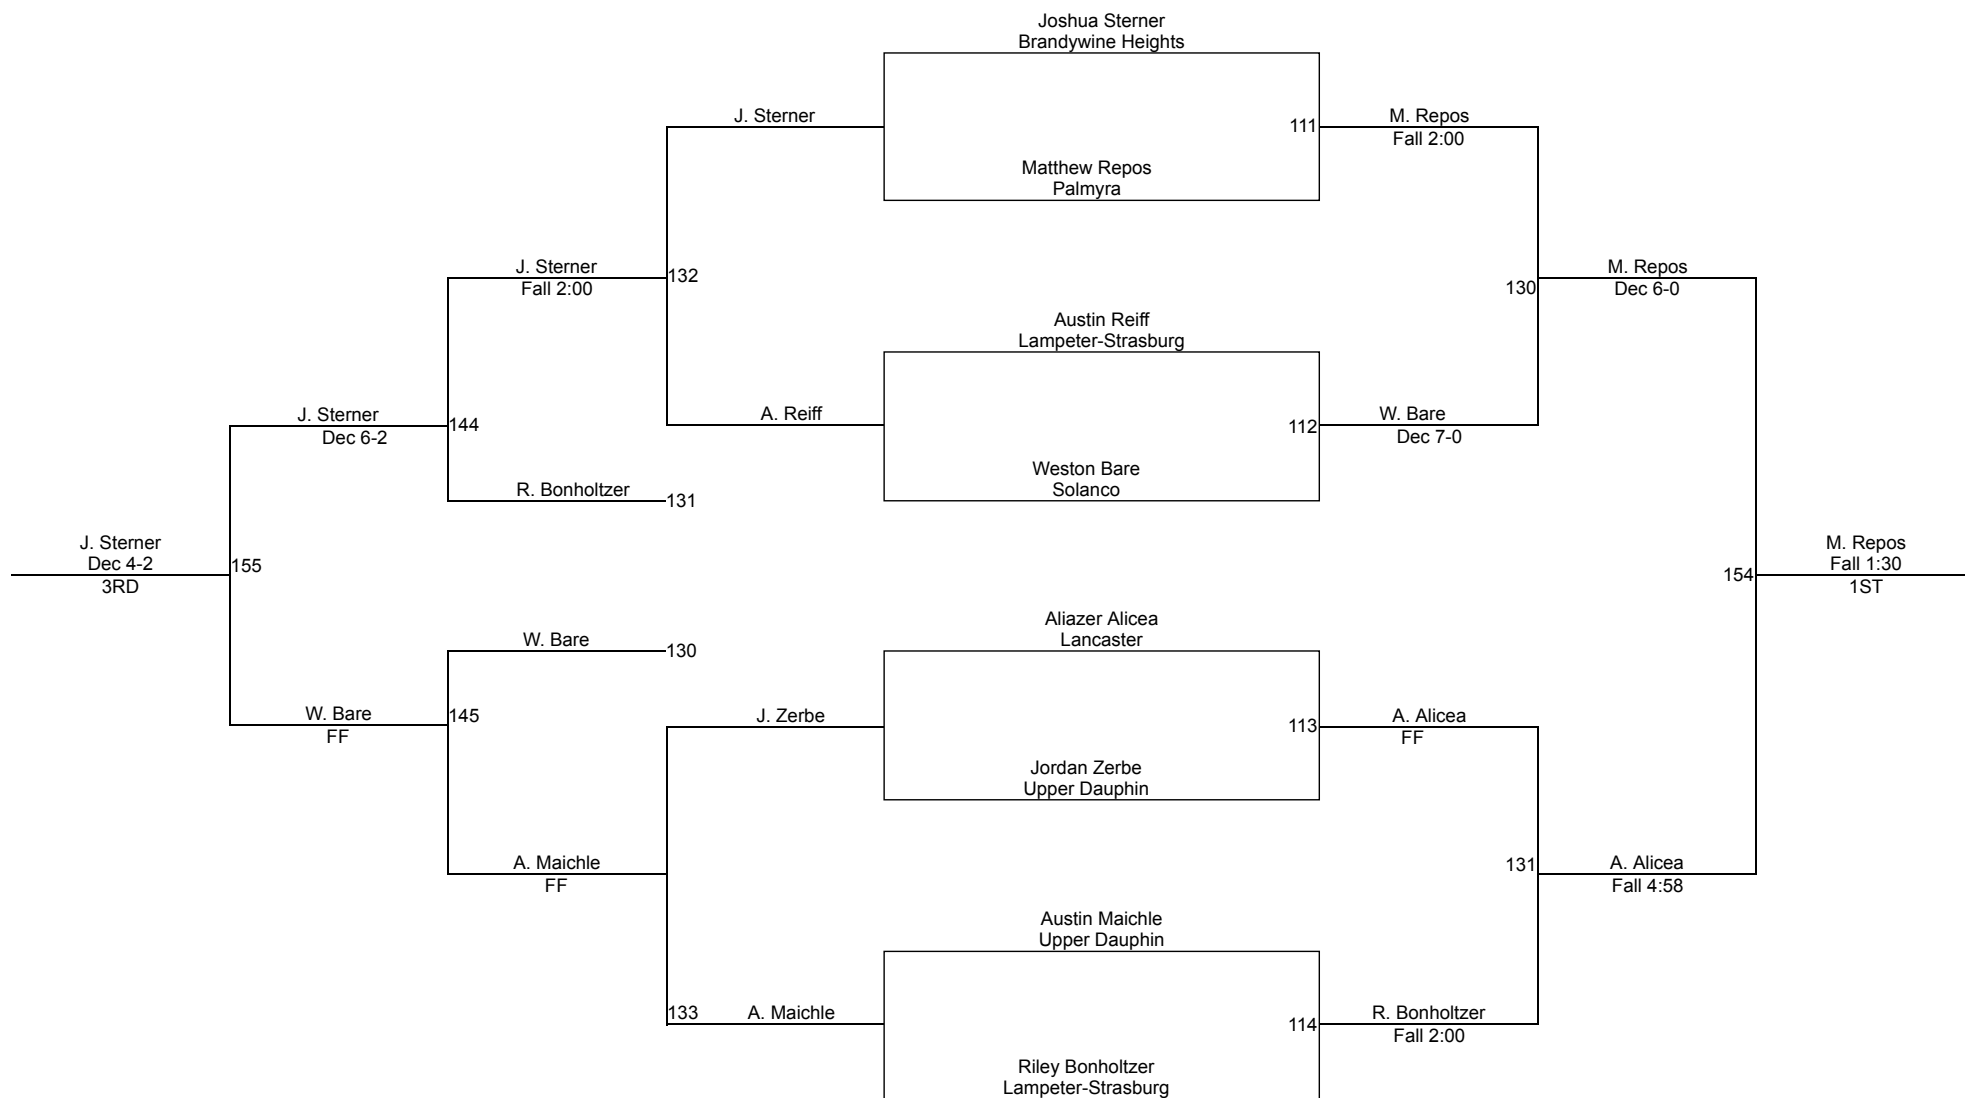 Joshua Sterner
Brandywine Heights
J. Sterner
111
M. Repos
Fall 2:00
Matthew Repos
Palmyra
J. Sterner
Fall 2:00
132
M. Repos
Dec 6-0
130
Austin Reiff
Lampeter-Strasburg
J. Sterner
Dec 6-2
144
A. Reiff
112
W. Bare
Dec 7-0
Weston Bare
Solanco
R. Bonholtzer
131
J. Sterner
Dec 4-2
3RD
155
154
M. Repos
Fall 1:30
1ST
Aliazer Alicea
Lancaster
W. Bare
130
W. Bare
FF
145
J. Zerbe
113
A. Alicea
FF
Jordan Zerbe
Upper Dauphin
A. Maichle
FF
131
A. Alicea
Fall 4:58
Austin Maichle
Upper Dauphin
133
A. Maichle
114
R. Bonholtzer
Fall 2:00
Riley Bonholtzer
Lampeter-Strasburg